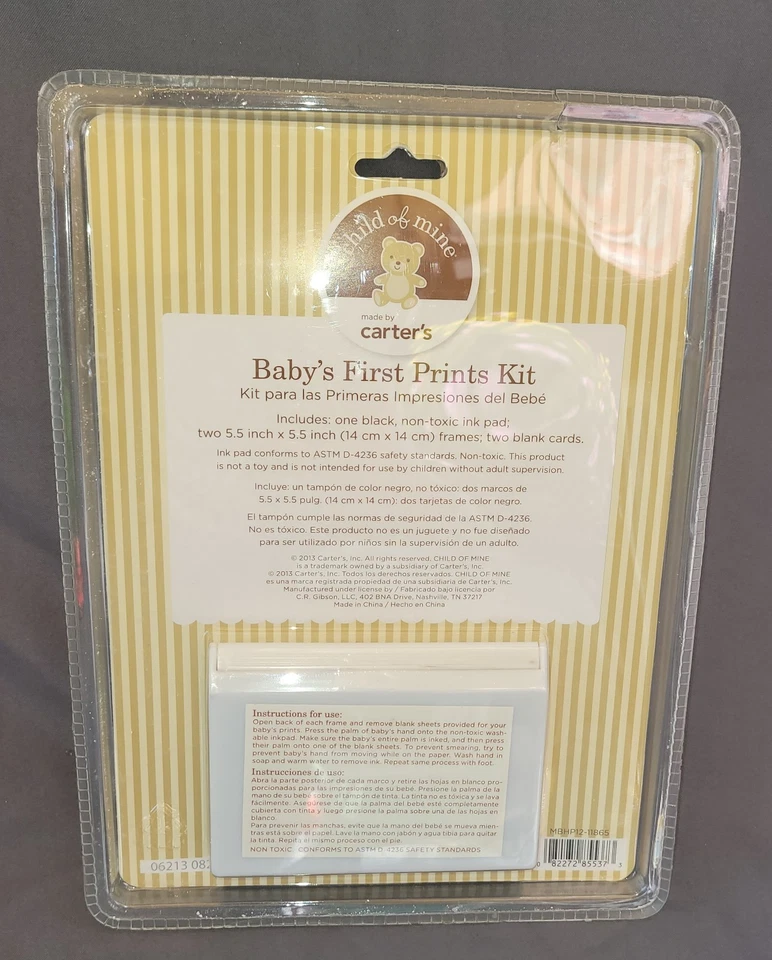 child of mine
made by
carter's
Baby's First Prints Kit
Kit para las Primeras Impresiones del Bebé
Includes: one black, non-toxic ink pad;
two 5.5 inch x 5.5 inch (14 cm x 14 cm) frames; two blank cards.
Ink pad conforms to ASTM D-4236 safety standards. Non-toxic. This product
is not a toy and is not intended for use by children without adult supervision.
Incluye: un tampón de color negro, no tóxico: dos marcos de
5.5 x 5.5 pulg. (14 cm x 14 cm): dos tarjetas de color negro.
El tampón cumple las normas de seguridad de la ASTM D-4236.
No es tóxico. Este producto no es un juguete y no fue diseñado
para ser utilizado por niños sin la supervisión de un adulto.
© 2013 Carter's, Inc. All rights reserved. CHILD OF MINE
is a trademark owned by a subsidiary of Carter's, Inc.
© 2013 Carter's, Inc. Todos los derechos reservados. CHILD OF MINE
es una marca registrada propiedad de una subsidiaria de Carter's, Inc.
Manufactured under license by / Fabricado bajo licencia por
C.R. Gibson, LLC, 402 BNA Drive, Nashville, TN 37217
Made in China / Hecho en China
Instructions for use:
Open back of each frame and remove blank sheets provided for your
baby's prints. Press the palm of baby's hand onto the non-toxic wash-
able inkpad. Make sure the baby's entire palm is inked, and then press
their palm onto one of the blank sheets. To prevent smearing, try to
prevent baby's hand from moving while on the paper. Wash hand in
soap and warm water to remove ink. Repeat same process with foot.
Instrucciones de uso:
Abra la parte posterior de cada marco y retire las hojas en blanco pro-
porcionadas para las impresiones de su bebé. Presione la palma de la
mano de su bebé sobre el tampón de tinta. La tinta no es tóxica y se lava
fácilmente. Asegúrese de que la palma del bebé esté completamente
cubierta con tinta y luego presione la palma sobre una de las hojas en
blanco.
Para prevenir las manchas, evite que la mano del bebé se mueva mien-
tras está sobre el papel. Lave la mano con jabón y agua tibia para quitar
la tinta. Repita el mismo proceso con el pie.
NON TOXIC. CONFORMS TO ASTM D-4236 SAFETY STANDARDS
MBHP12-11865
06213 082
0 82272 85537 3